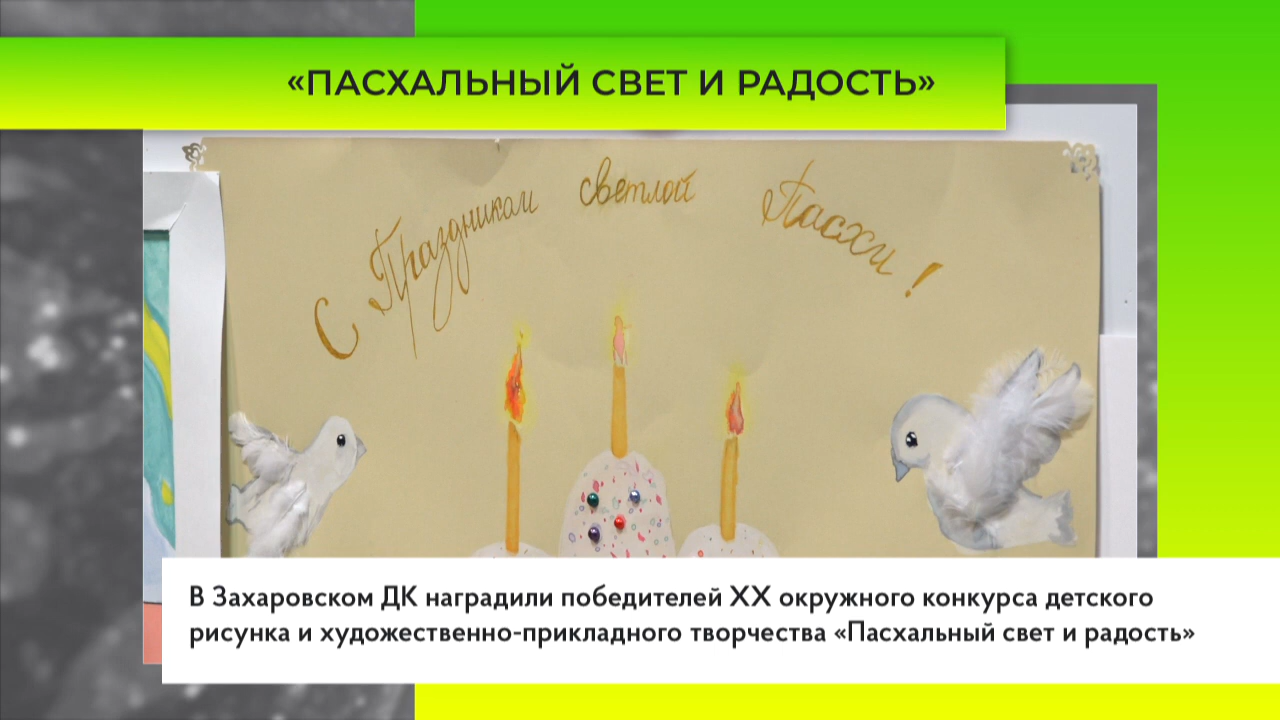 «ПАСХАЛЬНЫЙ СВЕТ И РАДОСТЬ»
С Праздником светлой Пасхи!
В Захаровском ДК наградили победителей XX окружного конкурса детского
рисунка и художественно-прикладного творчества «Пасхальный свет и радость»